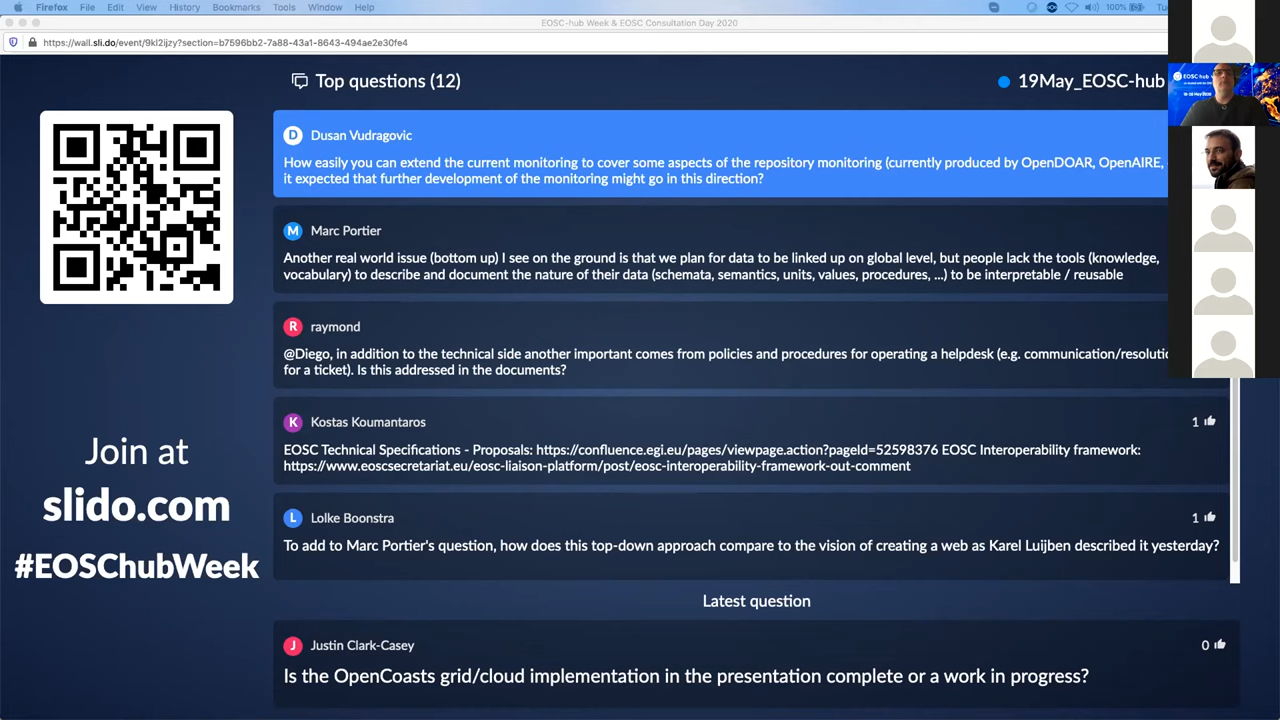 Firefox File Edit View History Bookmarks Tools Window Help 100% Tu
EOSC-hub Week & EOSC Consultation Day 2020
https://wall.sli.do/event/9kl2ijzy?section=b7596bb2-7a88-43a1-8643-494ae2e30fe4
Top questions (12)
19May_EOSC-hub
D Dusan Vudragovic
How easily you can extend the current monitoring to cover some aspects of the repository monitoring (currently produced by OpenDOAR, OpenAIRE,
it expected that further development of the monitoring might go in this direction?
M Marc Portier
Another real world issue (bottom up) I see on the ground is that we plan for data to be linked up on global level, but people lack the tools (knowledge,
vocabulary) to describe and document the nature of their data (schemata, semantics, units, values, procedures, ...) to be interpretable / reusable
R raymond
@Diego, in addition to the technical side another important comes from policies and procedures for operating a helpdesk (e.g. communication/resolutio
for a ticket). Is this addressed in the documents?
K Kostas Koumantaros 1
EOSC Technical Specifications - Proposals: https://confluence.egi.eu/pages/viewpage.action?pageId=52598376 EOSC Interoperability framework:
https://www.eoscsecretariat.eu/eosc-liaison-platform/post/eosc-interoperability-framework-out-comment
L Lolke Boonstra 1
To add to Marc Portier's question, how does this top-down approach compare to the vision of creating a web as Karel Luijben described it yesterday?
Latest question
J Justin Clark-Casey 0
Is the OpenCoasts grid/cloud implementation in the presentation complete or a work in progress?
Join at
slido.com
#EOSChubWeek
EOSC-hub